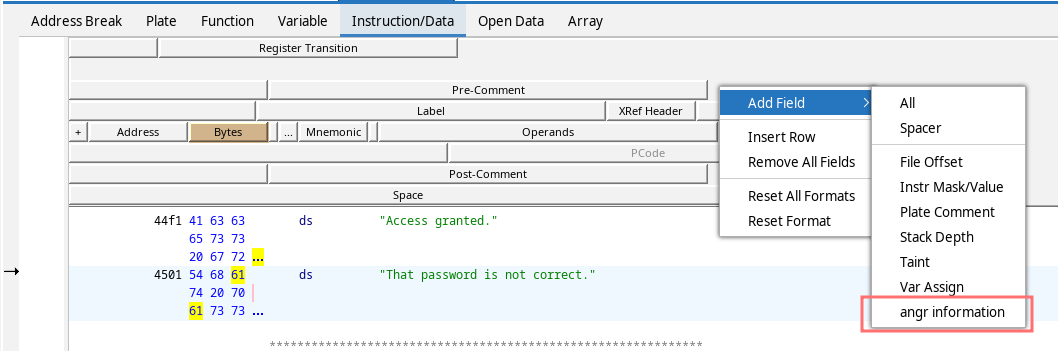 Address Break Plate Function Variable Instruction/Data Open Data Array
Register Transition
Pre-Comment
Label XRef Header
+ Address Bytes ... Mnemonic Operands
PCode
Post-Comment
Space
44f1 41 63 63 ds "Access granted."
65 73 73
20 67 72 ...
4501 54 68 61 ds "That password is not correct."
74 20 70
61 73 73 ...
***************************************************************
Add Field
Insert Row
Remove All Fields
Reset All Formats
Reset Format
All
Spacer
File Offset
Instr Mask/Value
Plate Comment
Stack Depth
Taint
Var Assign
angr information